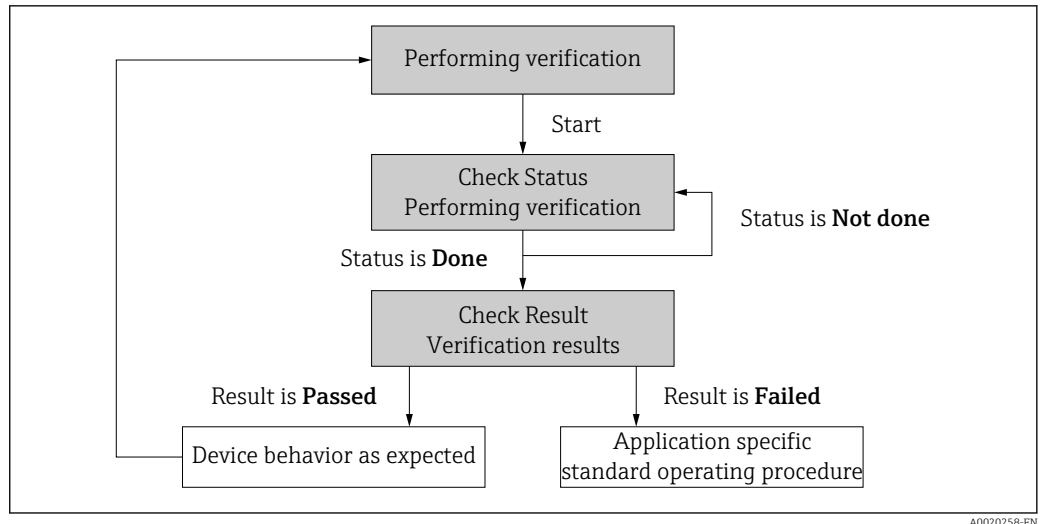 Performing verification
Start
Check Status
Performing verification
Status is Not done
Status is Done
Check Result
Verification results
Result is Passed
Result is Failed
Device behavior as expected
Application specific
standard operating procedure
A0020258-EN